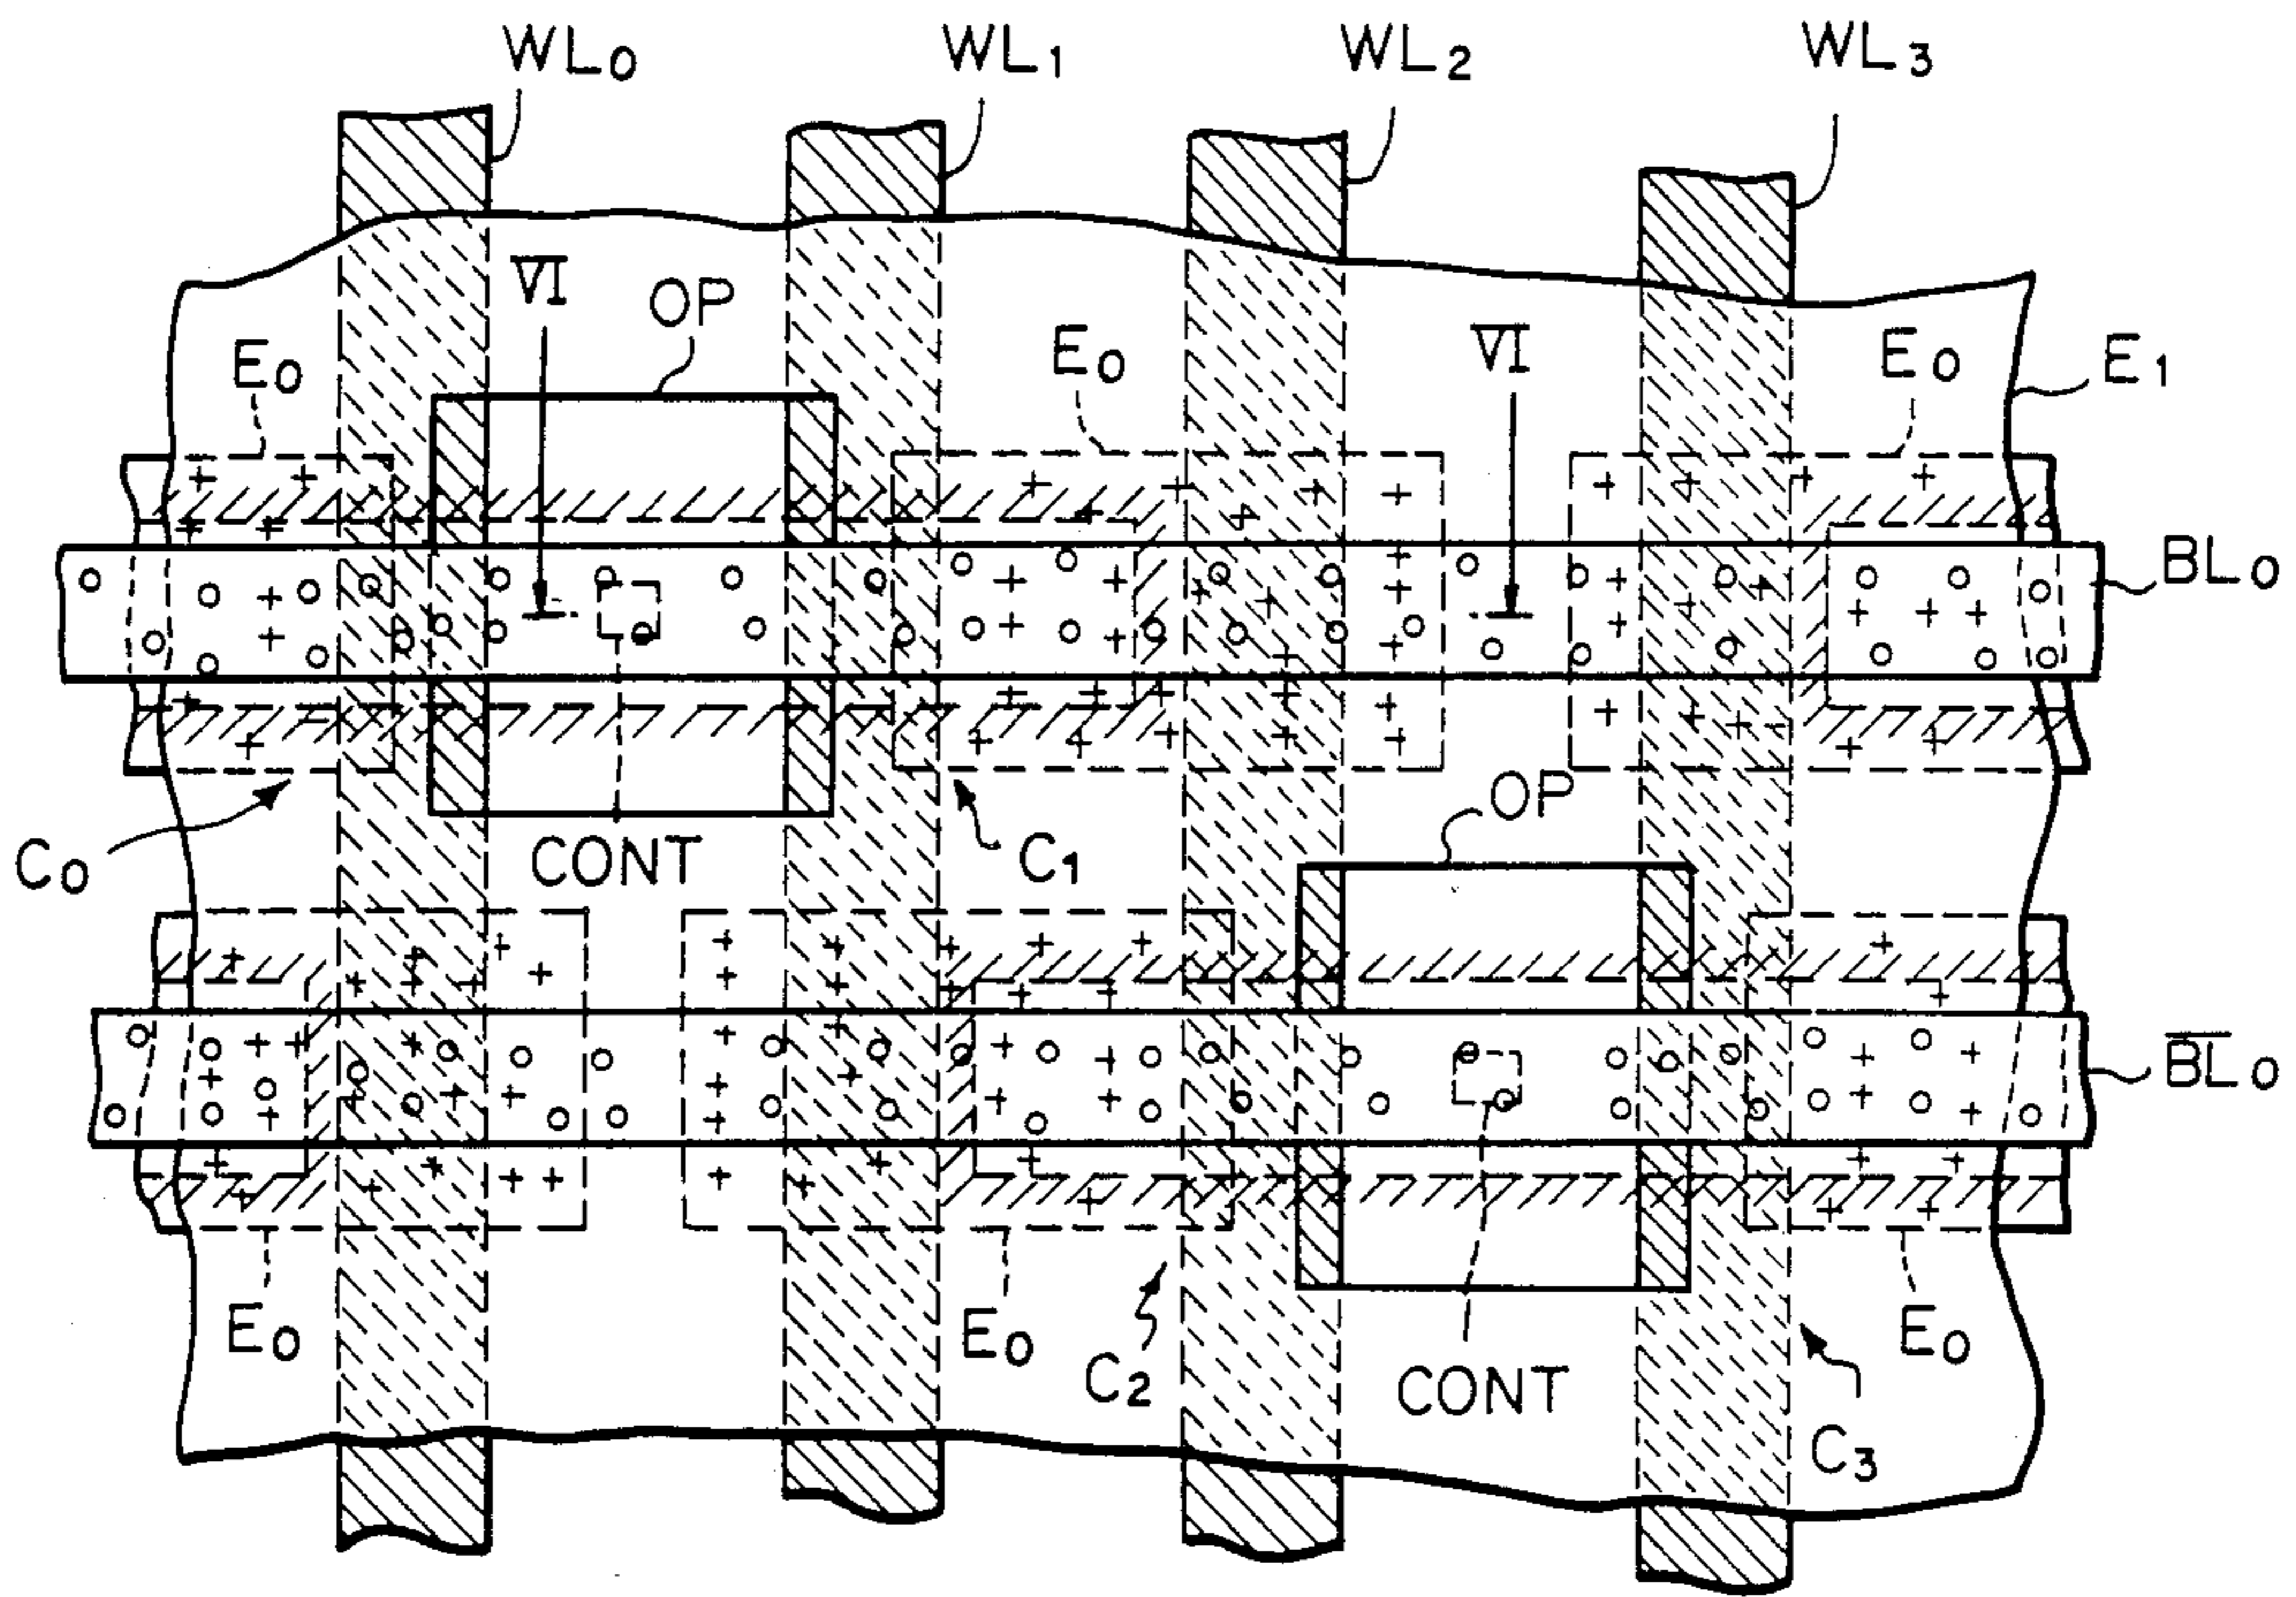 WL₀ WL₁ WL₂ WL₃
VI OP E₀ E₀ VI E₀ E₁
BL₀
C₀ CONT C₁ OP
B̅L̅₀
E₀ E₀ C₂ CONT E₀ C₃